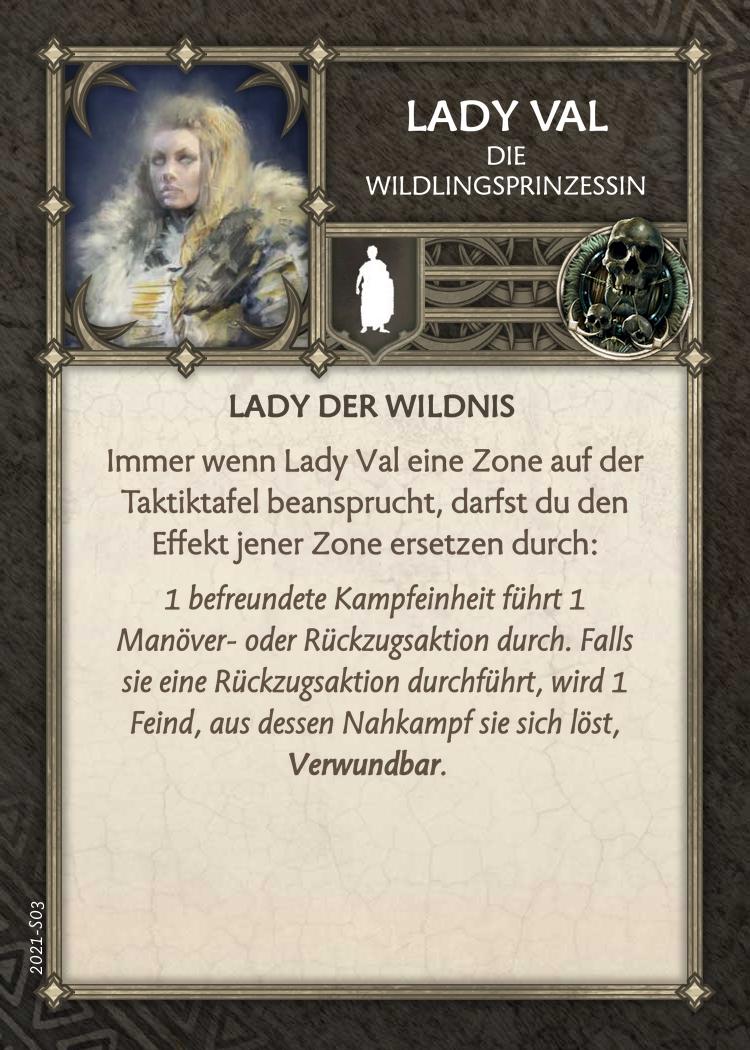 LADY VAL
DIE
WILDLINGSPRINZESSIN
LADY DER WILDNIS
Immer wenn Lady Val eine Zone auf der
Taktiktafel beansprucht, darfst du den
Effekt jener Zone ersetzen durch:
1 befreundete Kampfeinheit führt 1
Manöver- oder Rückzugsaktion durch. Falls
sie eine Rückzugsaktion durchführt, wird 1
Feind, aus dessen Nahkampf sie sich löst,
Verwundbar.
2021-S03